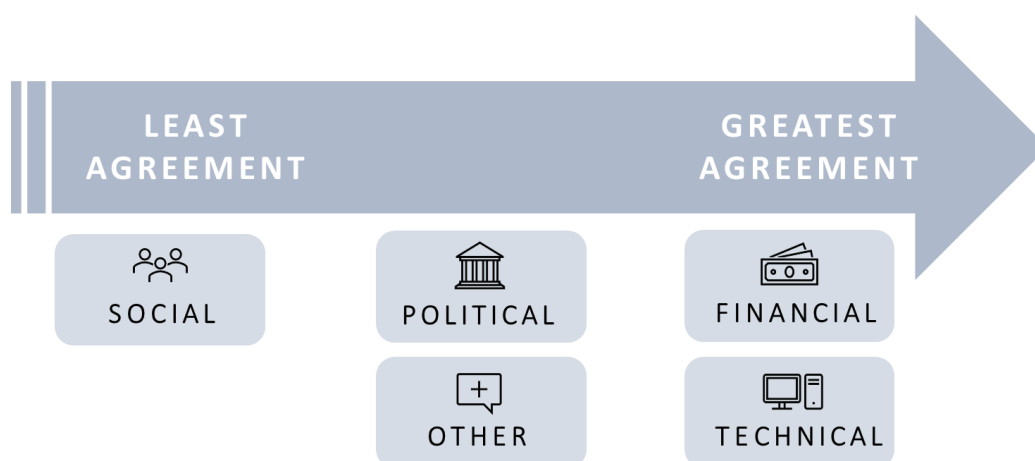 LEAST
AGREEMENT
GREATEST
AGREEMENT
SOCIAL
POLITICAL
FINANCIAL
OTHER
TECHNICAL